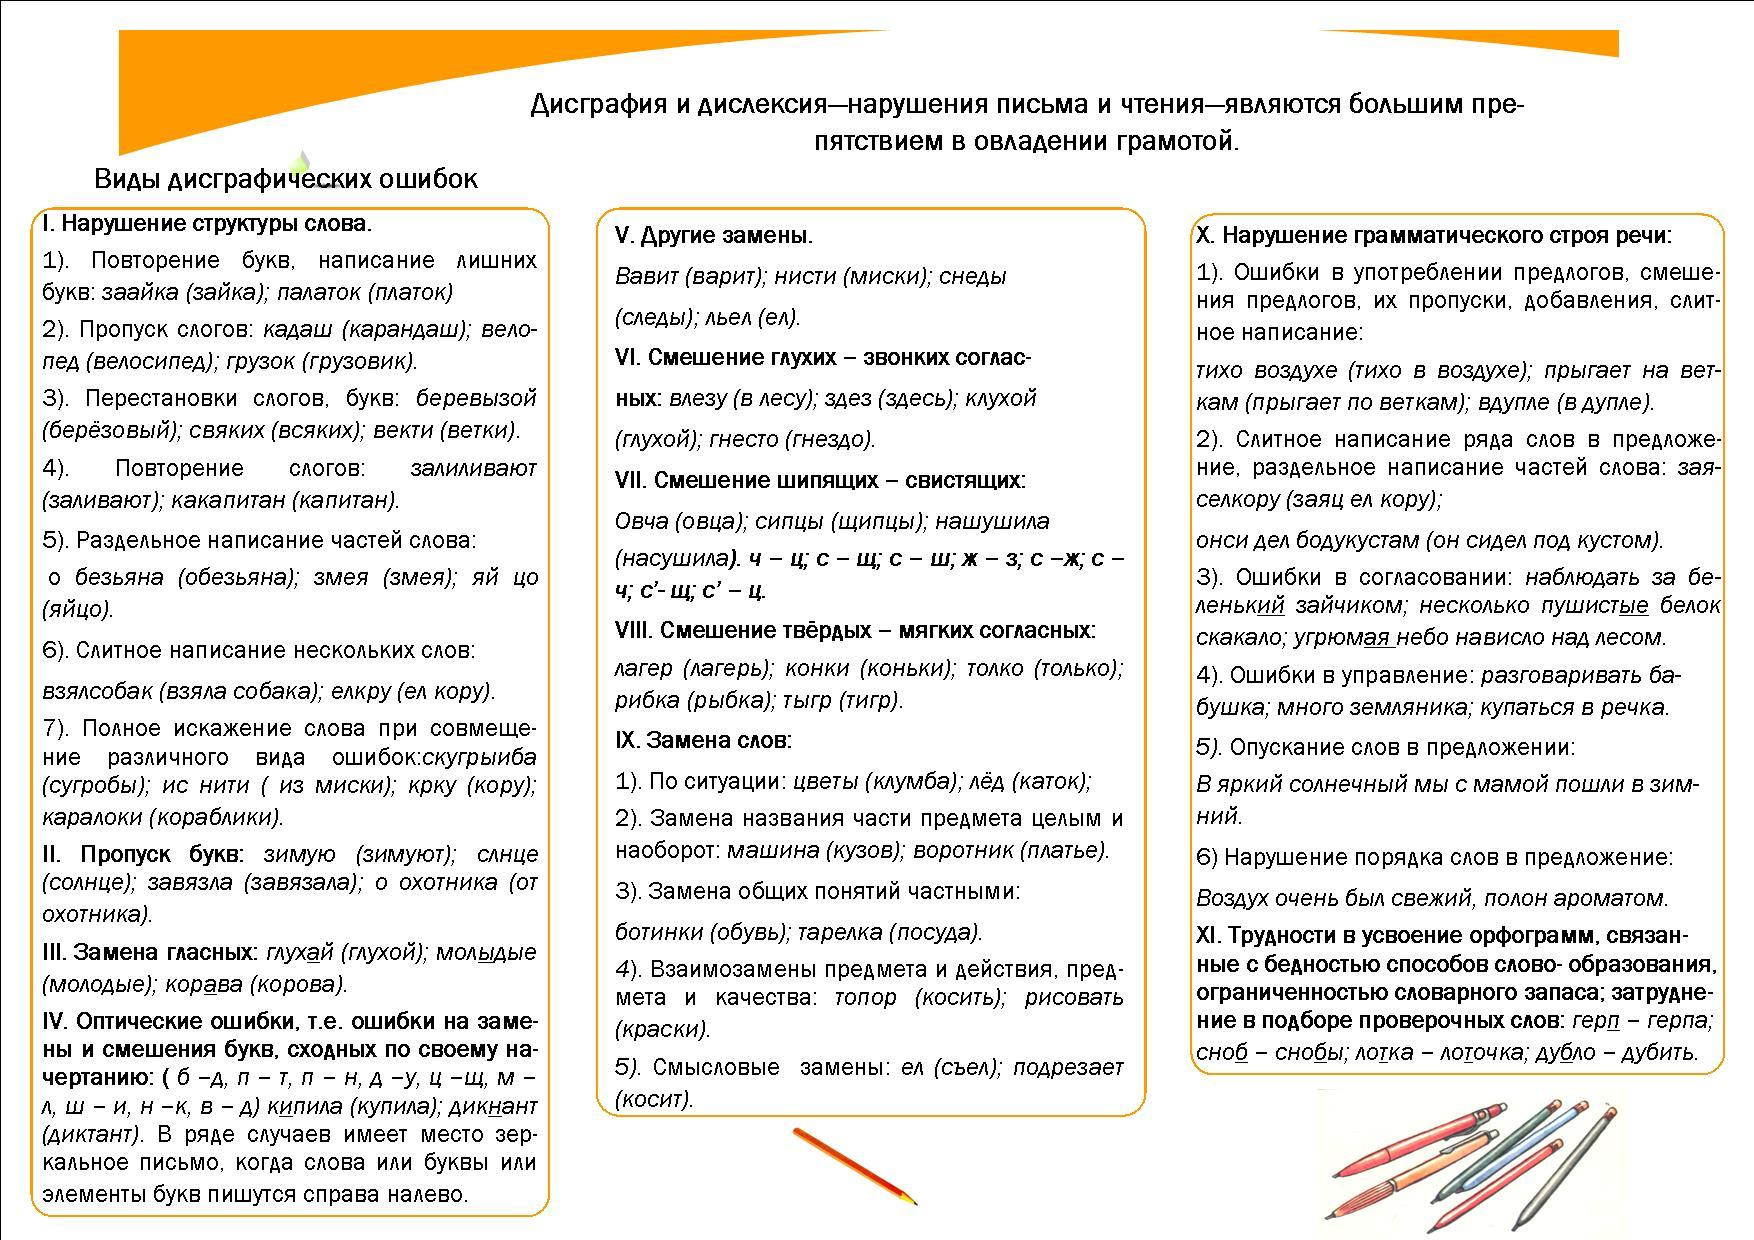 Дисграфия и дислексия—нарушения письма и чтения—являются большим пре-
пятствием в овладении грамотой.
Виды дисграфических ошибок
I. Нарушение структуры слова.
1). Повторение букв, написание лишних
букв: заайка (зайка); палаток (платок)
2). Пропуск слогов: кадаш (карандаш); вело-
пед (велосипед); грузок (грузовик).
3). Перестановки слогов, букв: беревызой
(берёзовый); свяких (всяких); векти (ветки).
4). Повторение слогов: залиливают
(заливают); какапитан (капитан).
5). Раздельное написание частей слова:
о безьяна (обезьяна); змея (змея); яй цо
(яйцо).
6). Слитное написание нескольких слов:
взялсобак (взяла собака); елкру (ел кору).
7). Полное искажение слова при совмеще-
ние различного вида ошибок:скугрыиба
(сугробы); ис нити ( из миски); крку (кору);
каралоки (кораблики).
II. Пропуск букв: зимую (зимуют); слнце
(солнце); завязла (завязала); о охотника (от
охотника).
III. Замена гласных: глухай (глухой); молыдые
(молодые); корава (корова).
IV. Оптические ошибки, т.е. ошибки на заме-
ны и смешения букв, сходных по своему на-
чертанию: ( б –д, п – т, п – н, д –у, ц –щ, м –
л, ш – и, н –к, в – д) кипила (купила); дикнант
(диктант). В ряде случаев имеет место зер-
кальное письмо, когда слова или буквы или
элементы букв пишутся справа налево.
V. Другие замены.
Вавит (варит); нисти (миски); снеды
(следы); льел (ел).
VI. Смешение глухих – звонких соглас-
ных: влезу (в лесу); здез (здесь); клухой
(глухой); гнесто (гнездо).
VII. Смешение шипящих – свистящих:
Овча (овца); сипцы (щипцы); нашушила
(насушила). ч – ц; с – щ; с – ш; ж – з; с –ж; с –
ч; с’- щ; с’ – ц.
VIII. Смешение твёрдых – мягких согласных:
лагер (лагерь); конки (коньки); толко (только);
рибка (рыбка); тыгр (тигр).
IX. Замена слов:
1). По ситуации: цветы (клумба); лёд (каток);
2). Замена названия части предмета целым и
наоборот: машина (кузов); воротник (платье).
3). Замена общих понятий частными:
ботинки (обувь); тарелка (посуда).
4). Взаимозамены предмета и действия, пред-
мета и качества: топор (косить); рисовать
(краски).
5). Смысловые замены: ел (съел); подрезает
(косит).
X. Нарушение грамматического строя речи:
1). Ошибки в употреблении предлогов, смеше-
ния предлогов, их пропуски, добавления, слит-
ное написание:
тихо воздухе (тихо в воздухе); прыгает на вет-
кам (прыгает по веткам); вдупле (в дупле).
2). Слитное написание ряда слов в предложе-
ние, раздельное написание частей слова: зая-
селкору (заяц ел кору);
онси дел бодукустам (он сидел под кустом).
3). Ошибки в согласовании: наблюдать за бе-
ленький зайчиком; несколько пушистые белок
скакало; угрюмая небо нависло над лесом.
4). Ошибки в управление: разговаривать ба-
бушка; много земляника; купаться в речка.
5). Опускание слов в предложении:
В яркий солнечный мы с мамой пошли в зим-
ний.
6) Нарушение порядка слов в предложение:
Воздух очень был свежий, полон ароматом.
XI. Трудности в усвоение орфограмм, связан-
ные с бедностью способов слово- образования,
ограниченностью словарного запаса; затрудне-
ние в подборе проверочных слов: герп – герпа;
сноб – снобы; лотка – лоточка; дубло – дубить.